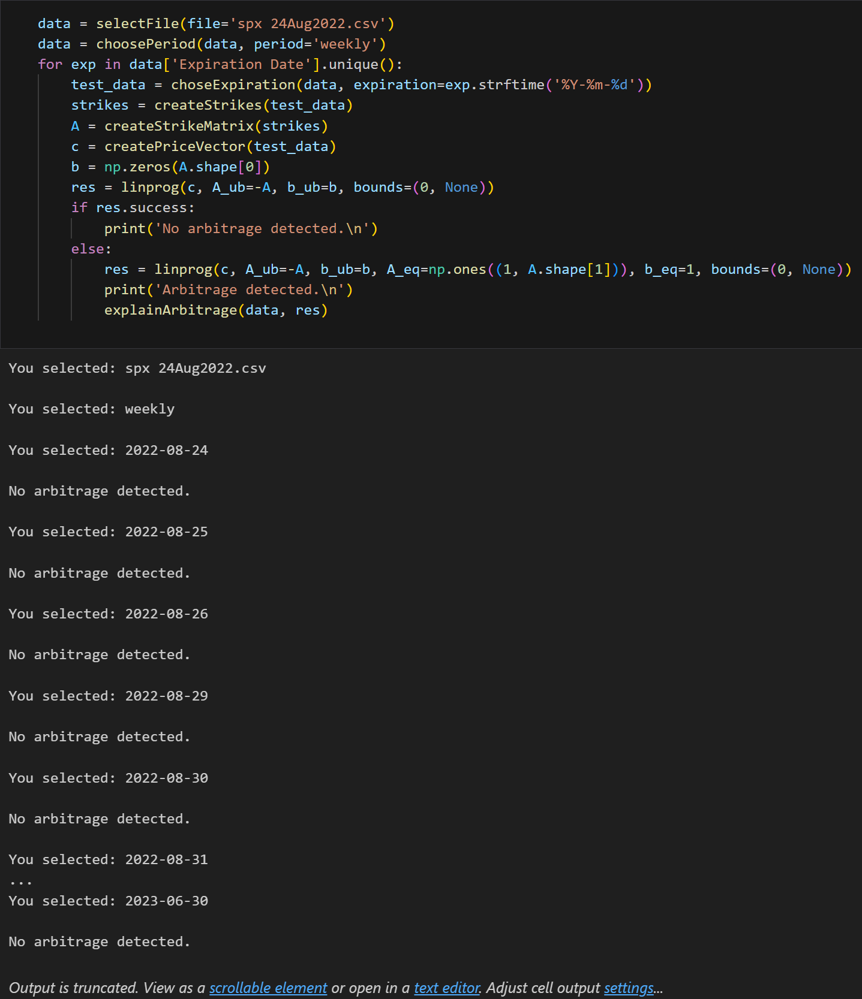 data = selectFile(file='spx 24Aug2022.csv')
data = choosePeriod(data, period='weekly')
for exp in data['Expiration Date'].unique():
    test_data = choseExpiration(data, expiration=exp.strftime('%Y-%m-%d'))
    strikes = createStrikes(test_data)
    A = createStrikeMatrix(strikes)
    c = createPriceVector(test_data)
    b = np.zeros(A.shape[0])
    res = linprog(c, A_ub=-A, b_ub=b, bounds=(0, None))
    if res.success:
        print('No arbitrage detected.\n')
    else:
        res = linprog(c, A_ub=-A, b_ub=b, A_eq=np.ones((1, A.shape[1])), b_eq=1, bounds=(0, None))
        print('Arbitrage detected.\n')
        explainArbitrage(data, res)
You selected: spx 24Aug2022.csv
You selected: weekly
You selected: 2022-08-24
No arbitrage detected.
You selected: 2022-08-25
No arbitrage detected.
You selected: 2022-08-26
No arbitrage detected.
You selected: 2022-08-29
No arbitrage detected.
You selected: 2022-08-30
No arbitrage detected.
You selected: 2022-08-31
...
You selected: 2023-06-30
No arbitrage detected.
Output is truncated. View as a scrollable element or open in a text editor. Adjust cell output settings...